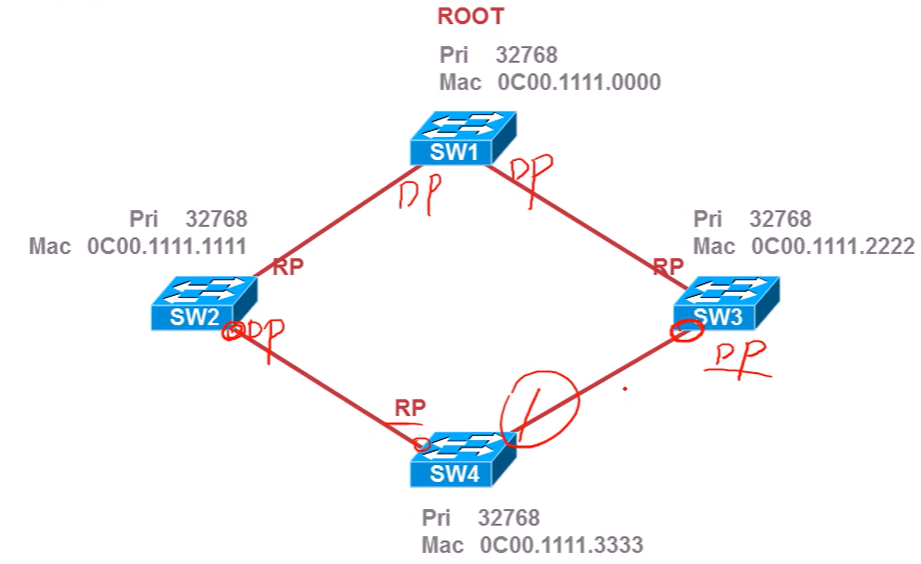 ROOT
Pri 32768
Mac 0C00.1111.0000
SW1
DP
DP
Pri 32768
Mac 0C00.1111.1111
Pri 32768
Mac 0C00.1111.2222
RP
RP
SW2
SW3
DP
DP
RP
SW4
Pri 32768
Mac 0C00.1111.3333